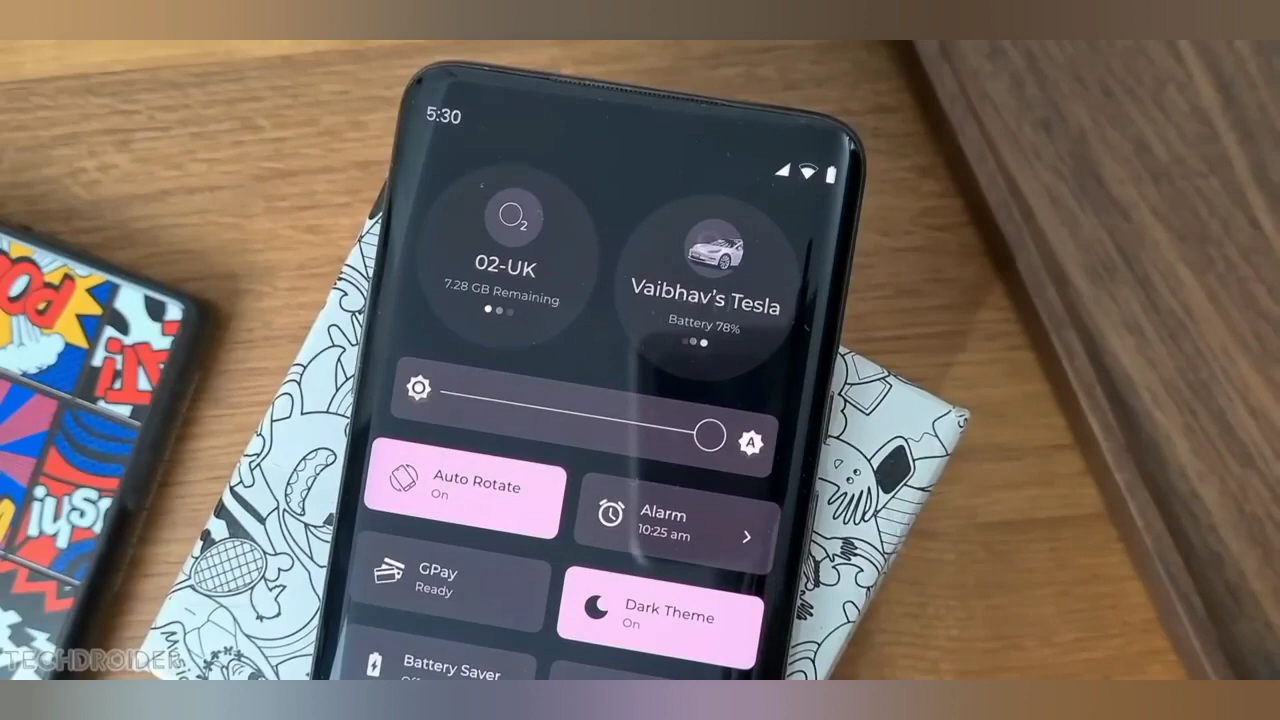 5:30
O2
02-UK
7.28 GB Remaining
Vaibhav's Tesla
Battery 78%
A
Auto Rotate
On
Alarm
10:25 am
GPay
Ready
Dark Theme
On
Battery Saver
TECHDROIDER